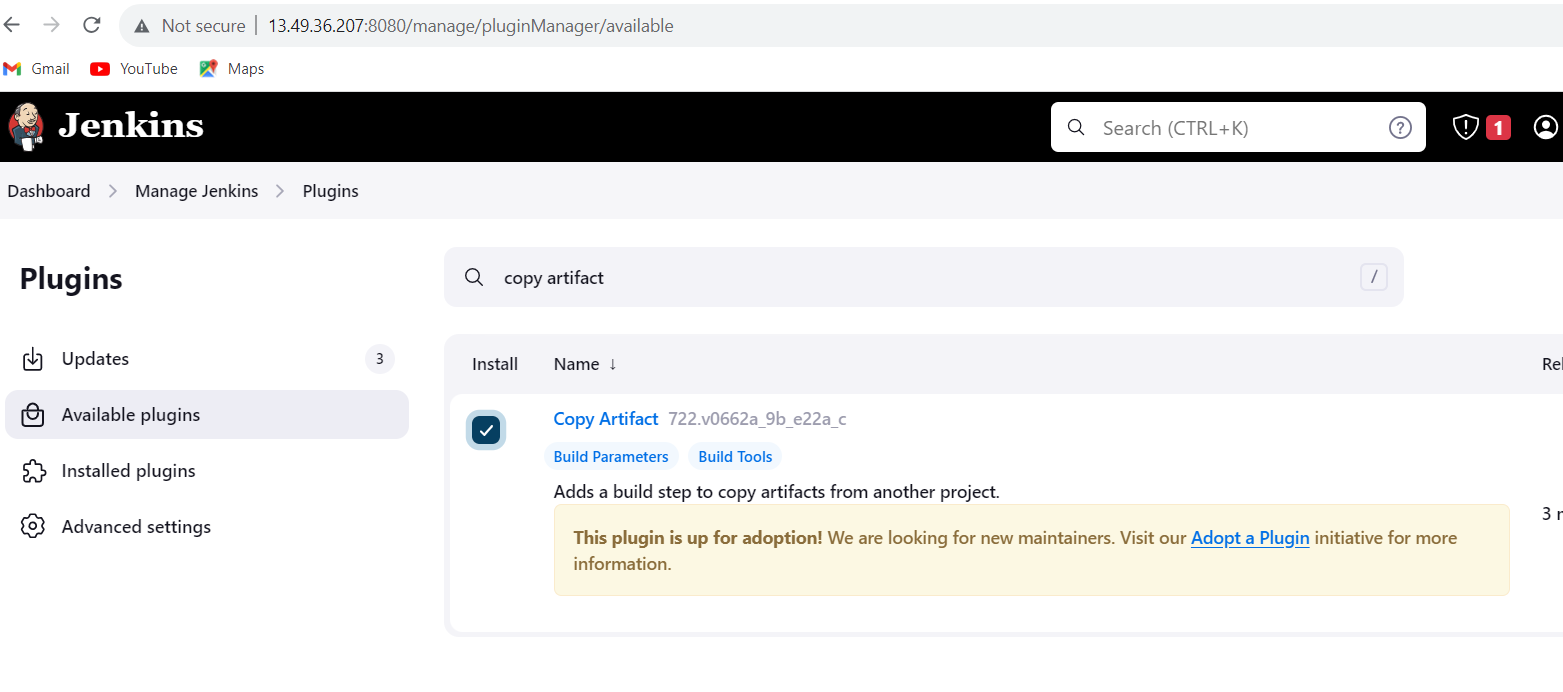 Not secure | 13.49.36.207:8080/manage/pluginManager/available
Gmail YouTube Maps
Jenkins Search (CTRL+K) ? 1
Dashboard > Manage Jenkins > Plugins
Plugins
copy artifact /
Updates 3
Available plugins
Installed plugins
Advanced settings
Install Name ↓
Copy Artifact 722.v0662a_9b_e22a_c
Build Parameters Build Tools
Adds a build step to copy artifacts from another project.
This plugin is up for adoption! We are looking for new maintainers. Visit our Adopt a Plugin initiative for more
information.
3